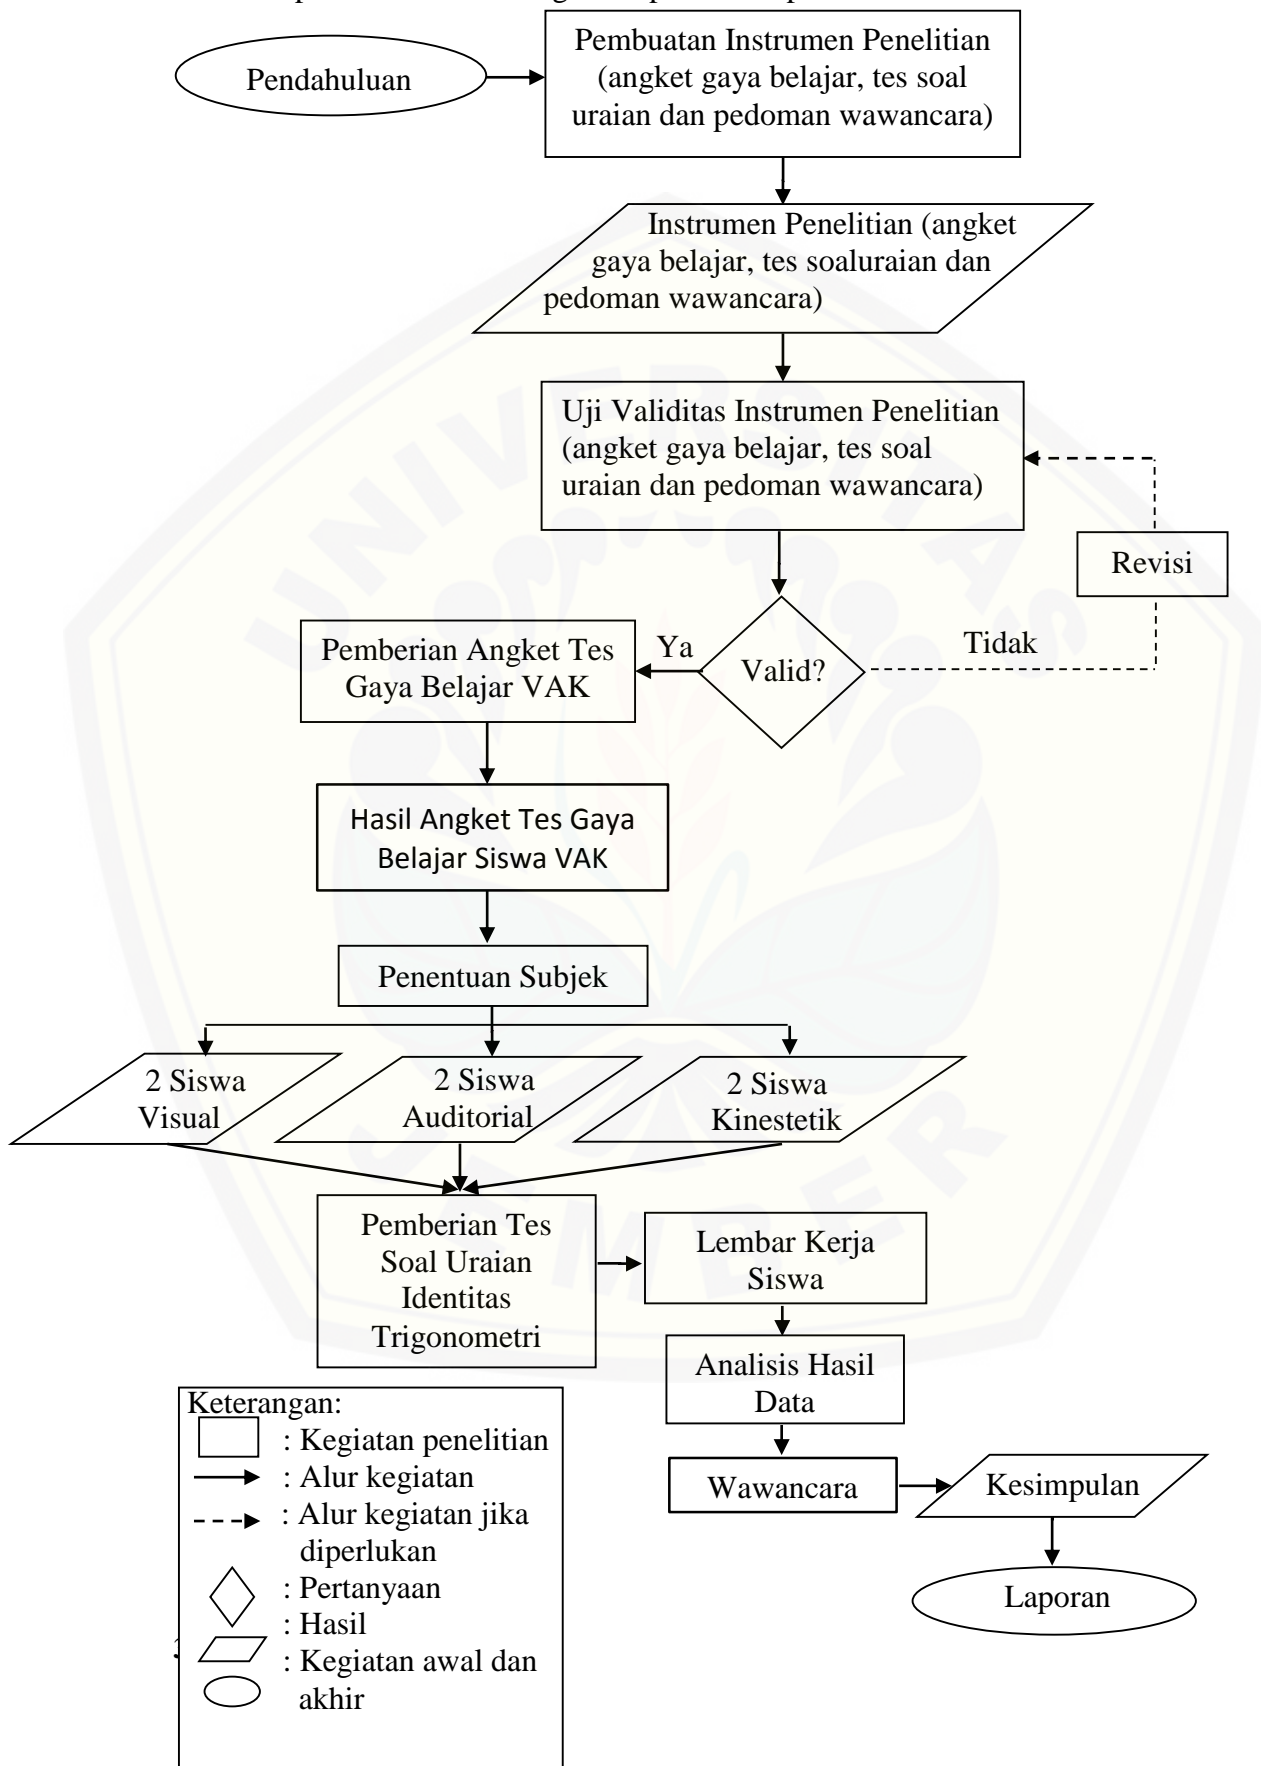 Pendahuluan
Pembuatan Instrumen Penelitian
(angket gaya belajar, tes soal
uraian dan pedoman wawancara)
Instrumen Penelitian (angket
gaya belajar, tes soaluraian dan
pedoman wawancara)
Uji Validitas Instrumen Penelitian
(angket gaya belajar, tes soal
uraian dan pedoman wawancara)
Revisi
Tidak
Valid?
Ya
Pemberian Angket Tes
Gaya Belajar VAK
Hasil Angket Tes Gaya
Belajar Siswa VAK
Penentuan Subjek
2 Siswa
Visual
2 Siswa
Auditorial
2 Siswa
Kinestetik
Pemberian Tes
Soal Uraian
Identitas
Trigonometri
Lembar Kerja
Siswa
Analisis Hasil
Data
Wawancara
Kesimpulan
Laporan
Keterangan:
: Kegiatan penelitian
: Alur kegiatan
: Alur kegiatan jika
diperlukan
: Pertanyaan
: Hasil
: Kegiatan awal dan
akhir
UNIVERSITAS
JEMBER